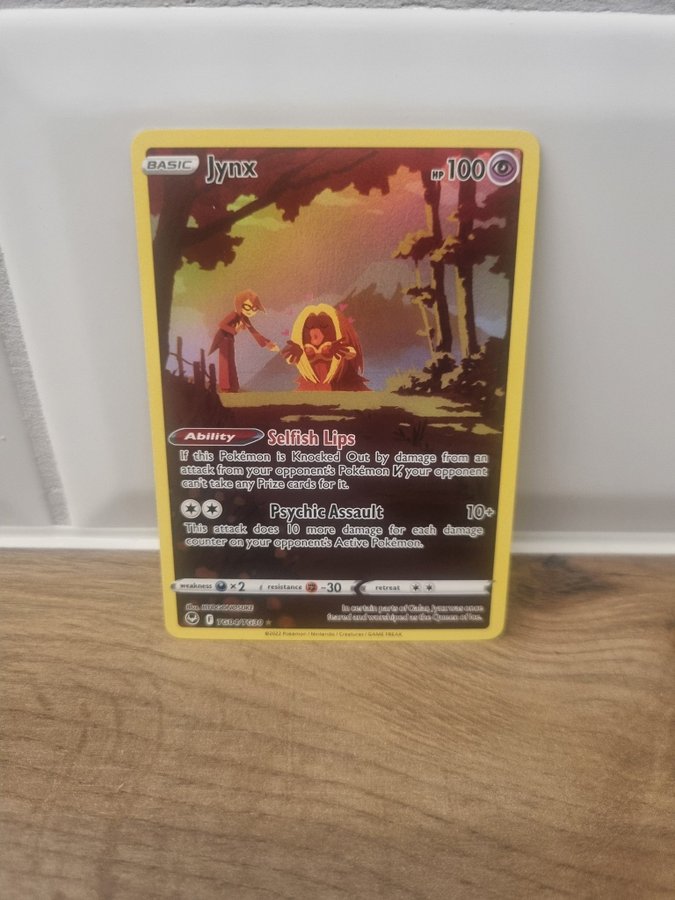 BASIC Jynx HP 100
Ability Selfish Lips
If this Pokémon is Knocked Out by damage from an
attack from your opponent's Pokémon V, your opponent
can't take any Prize cards for it.
Psychic Assault 10+
This attack does 10 more damage for each damage
counter on your opponent's Active Pokémon.
weakness ×2 resistance -30 retreat
illus. HYOGONOSUKE In certain parts of Galar, Jynx was once
feared and worshiped as the Queen of Ice.
F TG04/TG30
©2022 Pokémon / Nintendo / Creatures / GAME FREAK